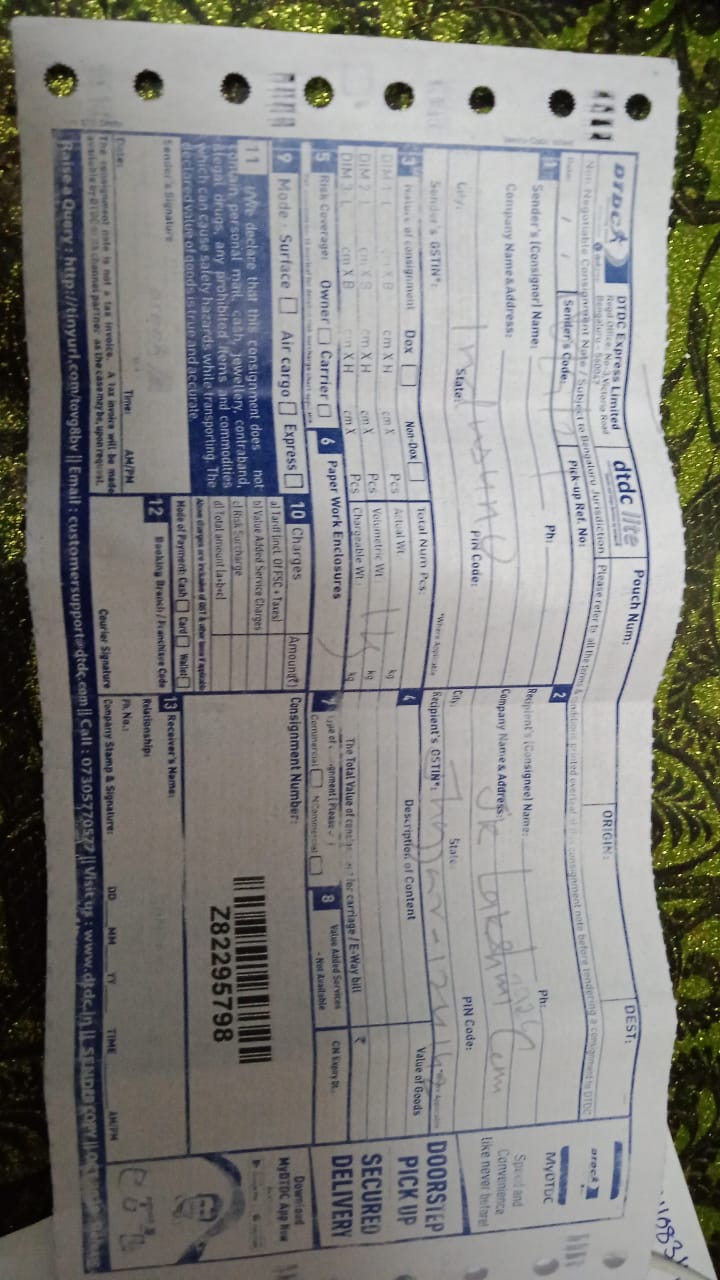 DTDC
DTDC Express Limited
Regd. Office: No-3, Victoria Road
Bengaluru - 560047
dtdc lite
Pouch Num:
ORIGIN:
DEST:
Non Negotiable Consignment Note / Subject to Bengaluru Jurisdiction
Please refer to all the terms & conditions printed overleaf of this consignment note before tendering a consignment to DTDC
Date: / /
Sender's Code:
Pick-up Ref. No:
1 Sender's (Consignor) Name:
Ph:
Company Name & Address:
City:
State:
PIN Code:
Sender's GSTIN*:
*Where Applicable
2 Recipient's (Consignee) Name:
Ph:
Company Name & Address:
JK Lakshmi Cem
City:
State:
PIN Code:
Recipient's GSTIN*:
Jhajjar -
3 Nature of consignment Dox Non-Dox
Total Num Pcs:
DIM 1: L cm X B cm X H cm X Pcs
Actual Wt. kg
DIM 2: L cm X B cm X H cm X Pcs
Volumetric Wt. kg
DIM 3: L cm X B cm X H cm X Pcs
Chargeable Wt. kg
4 Description of Content
Value of Goods
5 Risk Coverage: Owner Carrier
6 Paper Work Enclosures
The Total Value of consignment for carriage / E-Way bill ₹
7 Type of consignment (Please ✓)
Commercial N Commercial
8 Value Added Services
- Not Available
CN Expiry Dt.
9 Mode: Surface Air cargo Express
10 Charges Amount(₹)
a) Tariff (incl. Of FSC + Taxes)
b) Value Added Service Charges
c) Risk Surcharge
d) Total amount (a+b+c)
Above charges are inclusive of GST & other taxes if applicable
Mode of Payment: Cash Card Wallet
Consignment Number:
Z82295798
11 I/We declare that this consignment does not
contain personal mail, cash, jewellery, contraband,
illegal drugs, any prohibited items and commodities
which can cause safety hazards while transporting. The
declared value of goods is true and accurate.
Sender's Signature
Date:
Time: AM/PM
The consignment note is not a tax invoice. A tax invoice will be made
available by DTDC or its channel partner as the case may be, upon request.
12 Booking Branch / Franchise Code
Courier Signature
13 Receiver's Name:
Relationship:
Ph No.:
Company Stamp & Signature:
DD MM YY TIME AM/PM
MyDTDC
Speed and
Convenience
like never before!
DOORSTEP
PICK UP
SECURED
DELIVERY
Download
MyDTDC App Now
Raise a Query : http://tinyurl.com/tovg8bv || Email : customersupport@dtdc.com || Call : 07305770577 || Visit us : www.dtdc.in || SENDER COPY